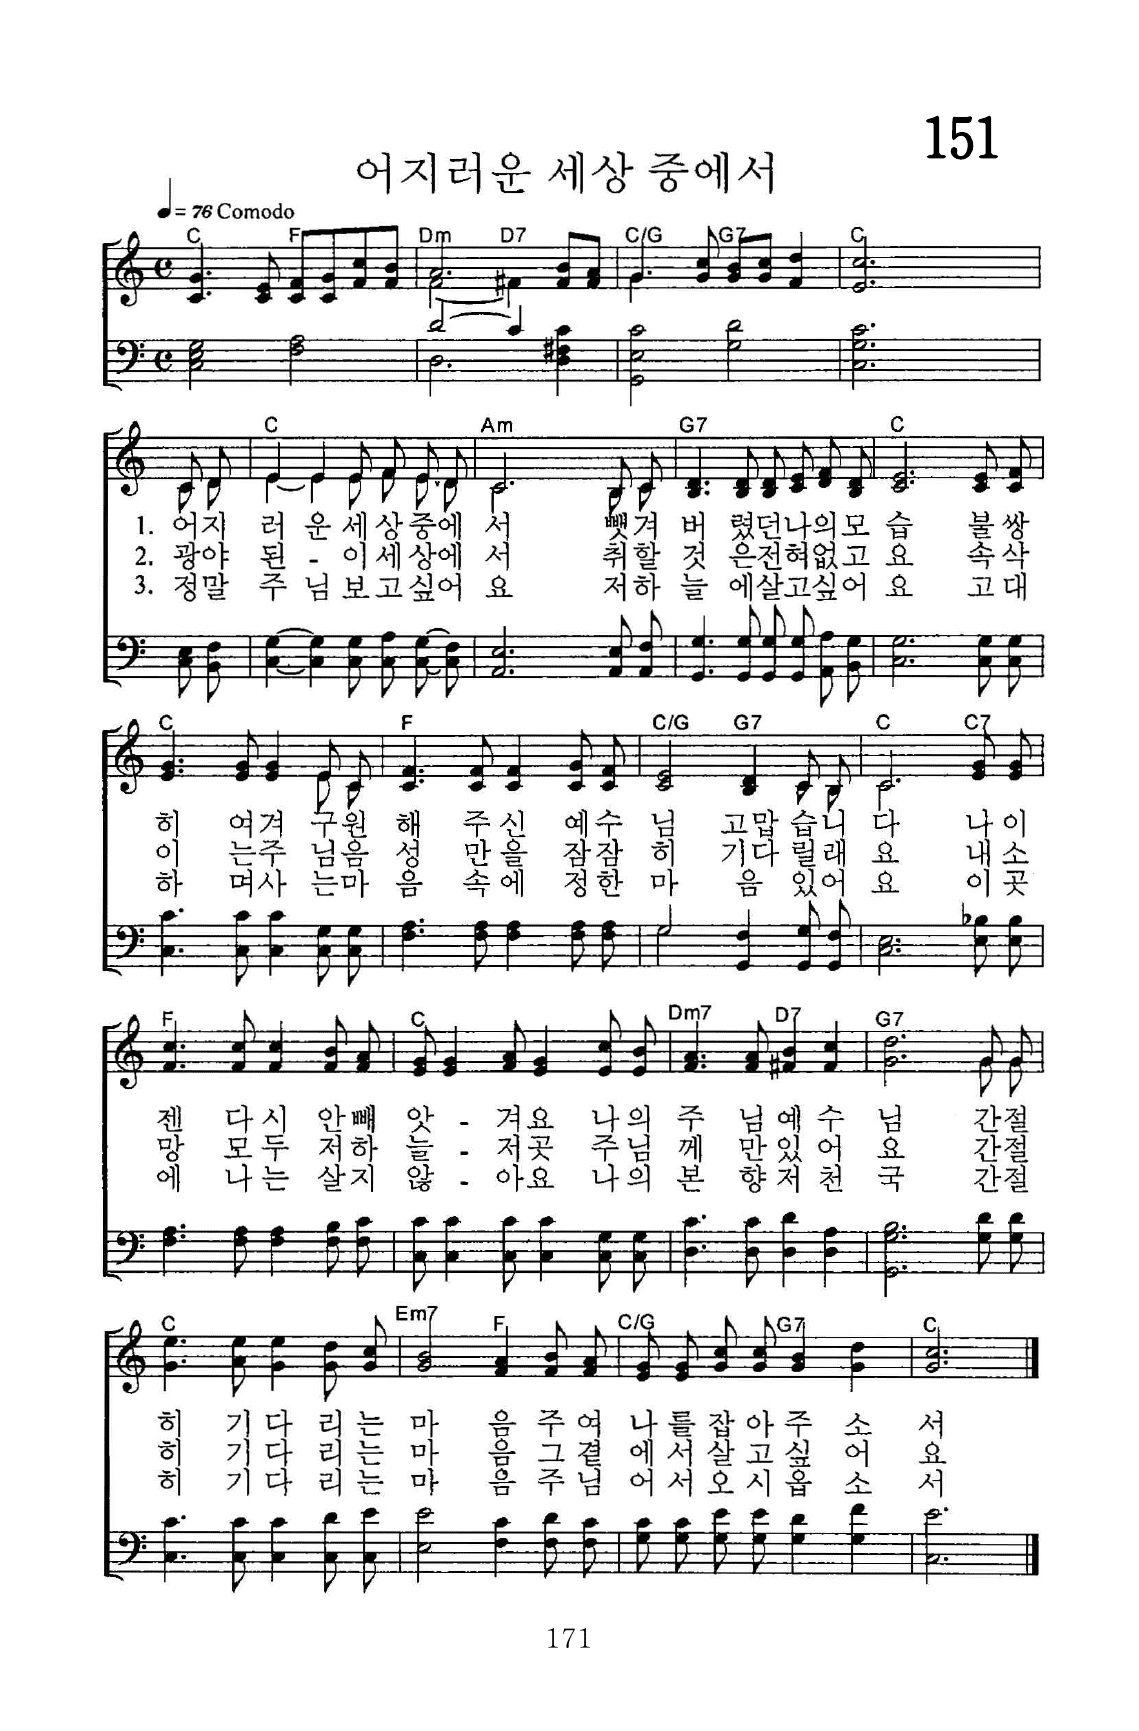 151
어지러운 세상 중에서
♩= 76 Comodo
C F Dm D7 C/G G7 C
C Am G7 C
1. 어지 러 운 세 상 중에 서 뺏겨 버 렸던나의모 습 불 쌍
2. 광야 된 - 이 세 상에 서 취할 것 은전혀없고 요 속 삭
3. 정말 주 님 보 고 싶어 요 저하 늘 에살고싶어 요 고 대
C F C/G G7 C C7
히 여겨 구원 해 주신 예수 님 고맙 습니 다 나 이
이 는주 님음 성 만을 잠잠 히 기다 릴래 요 내 소
하 며사 는마 음 속에 정한 마 음 있어 요 이 곳
F C Dm7 D7 G7
젠 다시 안빼 앗 - 겨요 나의 주 님예 수 님 간절
망 모두 저하 늘 - 저곳 주님 께 만있 어 요 간절
에 나는 살지 않 - 아요 나의 본 향저 천 국 간절
C Em7 F C/G G7 C
히 기 다 리 는 마 음 주 여 나 를 잡 아 주 소 서
히 기 다 리 는 마 음 그 곁 에 서 살 고 싶 어 요
히 기 다 리 는 마 음 주 님 어 서 오 시 옵 소 서
171